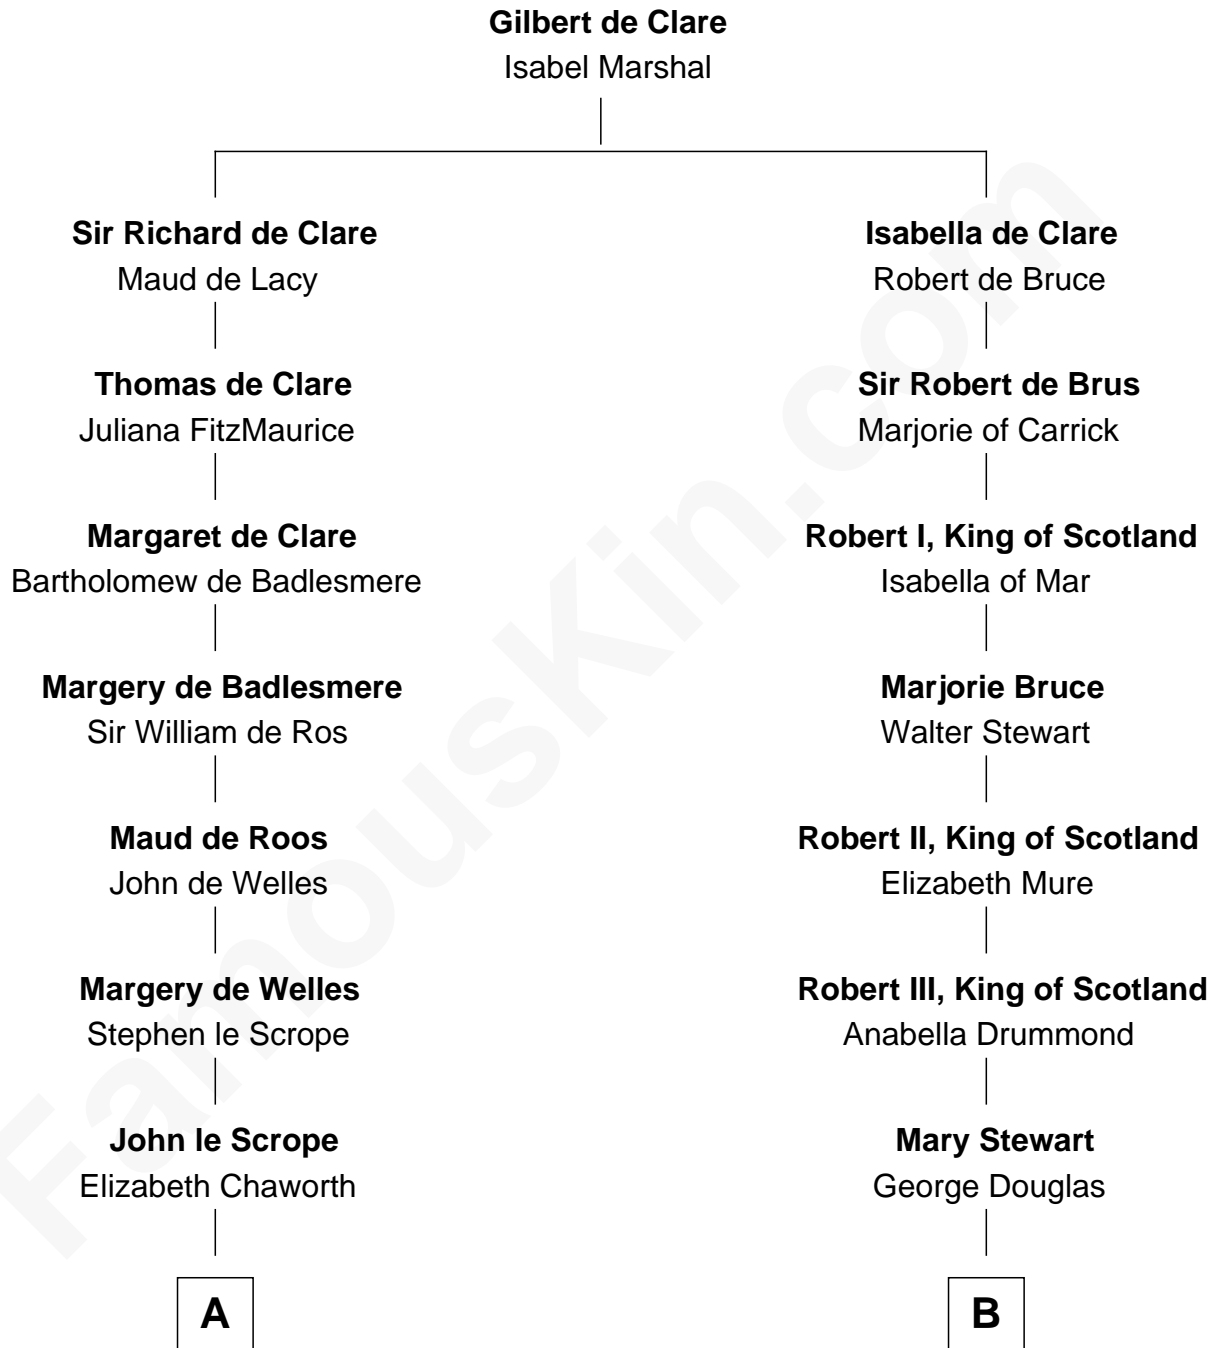 Gilbert de Clare
Isabel Marshal
Sir Richard de Clare
Maud de Lacy
Thomas de Clare
Juliana FitzMaurice
Margaret de Clare
Bartholomew de Badlesmere
Margery de Badlesmere
Sir William de Ros
Maud de Roos
John de Welles
Margery de Welles
Stephen le Scrope
John le Scrope
Elizabeth Chaworth
A
Isabella de Clare
Robert de Bruce
Sir Robert de Brus
Marjorie of Carrick
Robert I, King of Scotland
Isabella of Mar
Marjorie Bruce
Walter Stewart
Robert II, King of Scotland
Elizabeth Mure
Robert III, King of Scotland
Anabella Drummond
Mary Stewart
George Douglas
B
FamousKin.com